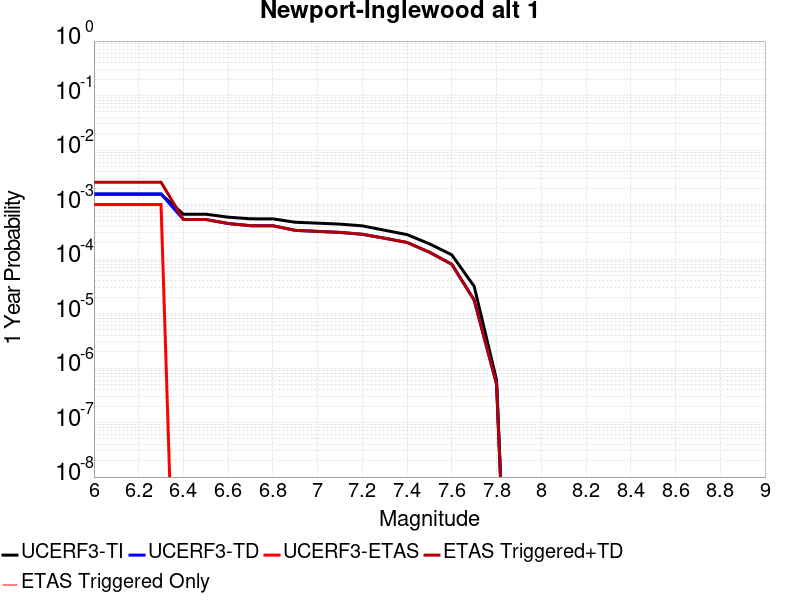 Newport-Inglewood alt 1
1 Year Probability
10^0
10^-1
10^-2
10^-3
10^-4
10^-5
10^-6
10^-7
10^-8
6 6.2 6.4 6.6 6.8 7 7.2 7.4 7.6 7.8 8 8.2 8.4 8.6 8.8 9
Magnitude
UCERF3-TI UCERF3-TD UCERF3-ETAS ETAS Triggered+TD
ETAS Triggered Only